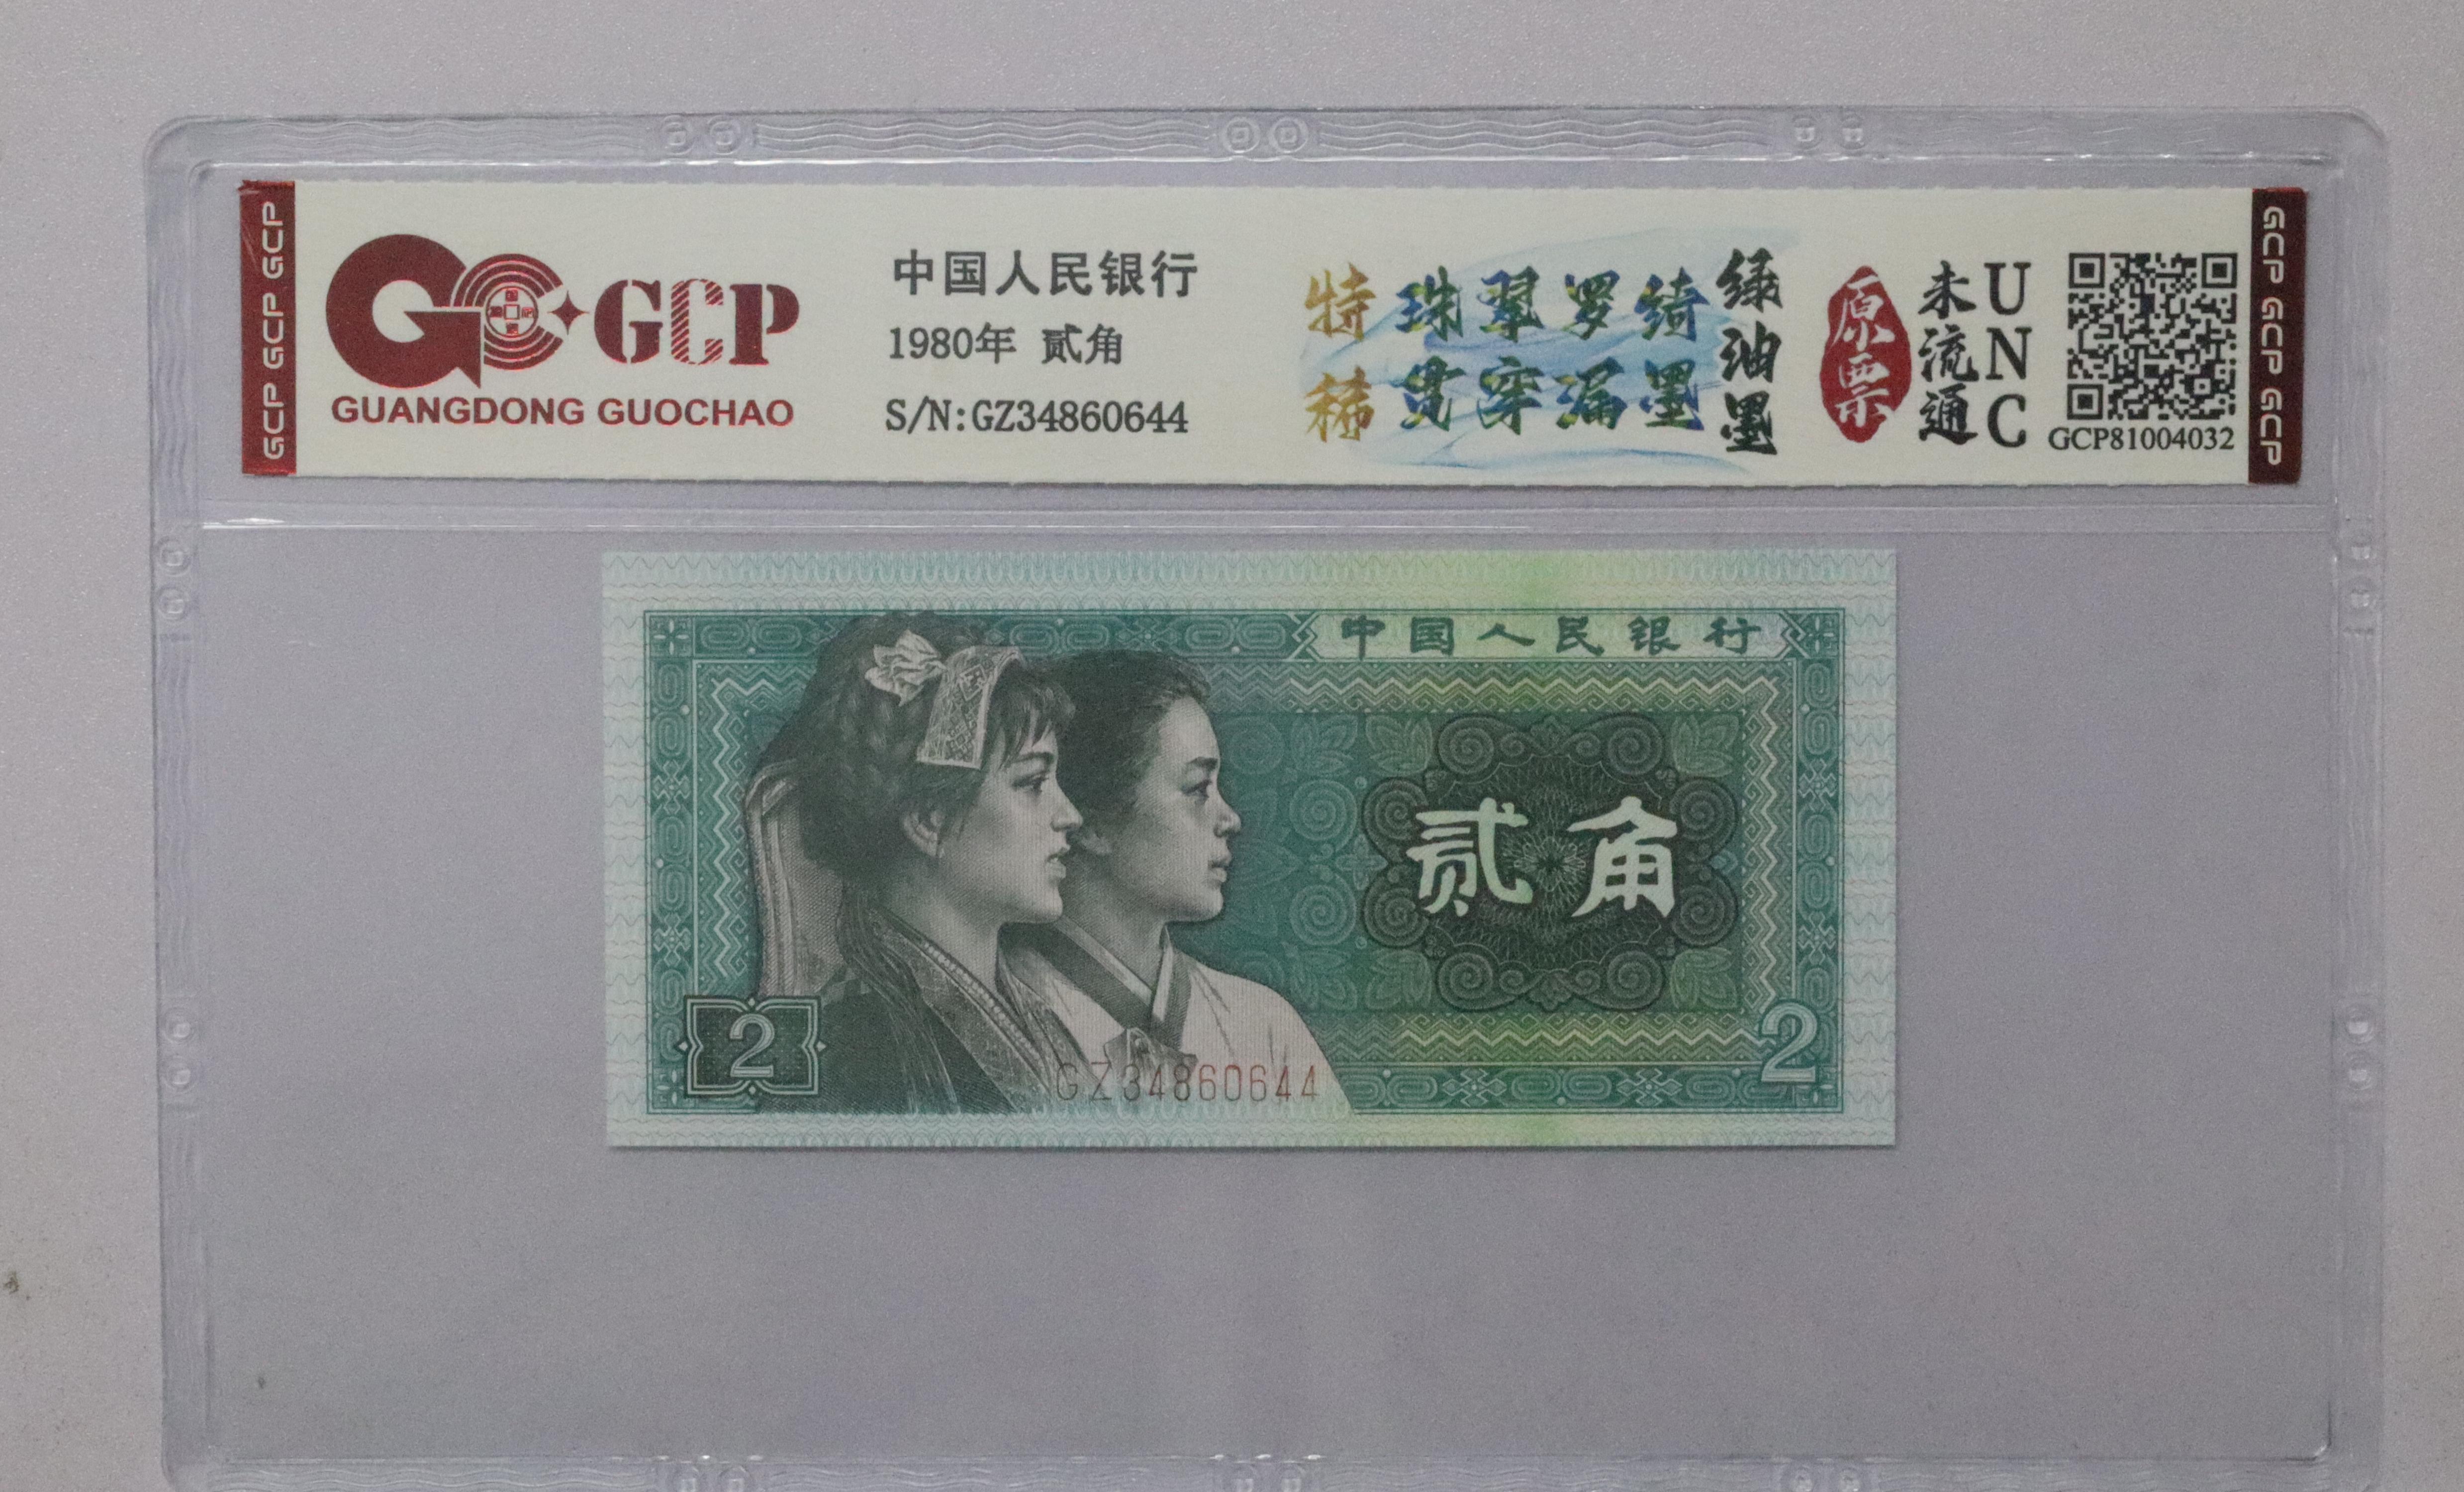 GCP GCP GCP
GCP
GUANGDONG GUOCHAO
中国人民银行
1980年 贰角
S/N:GZ34860644
特稀
珠翠罗绮
贯穿漏墨
绿油墨
原票
未流通
UNC
GCP81004032
GCP GCP GCP
中国人民银行
贰角
2
2
GZ34860644